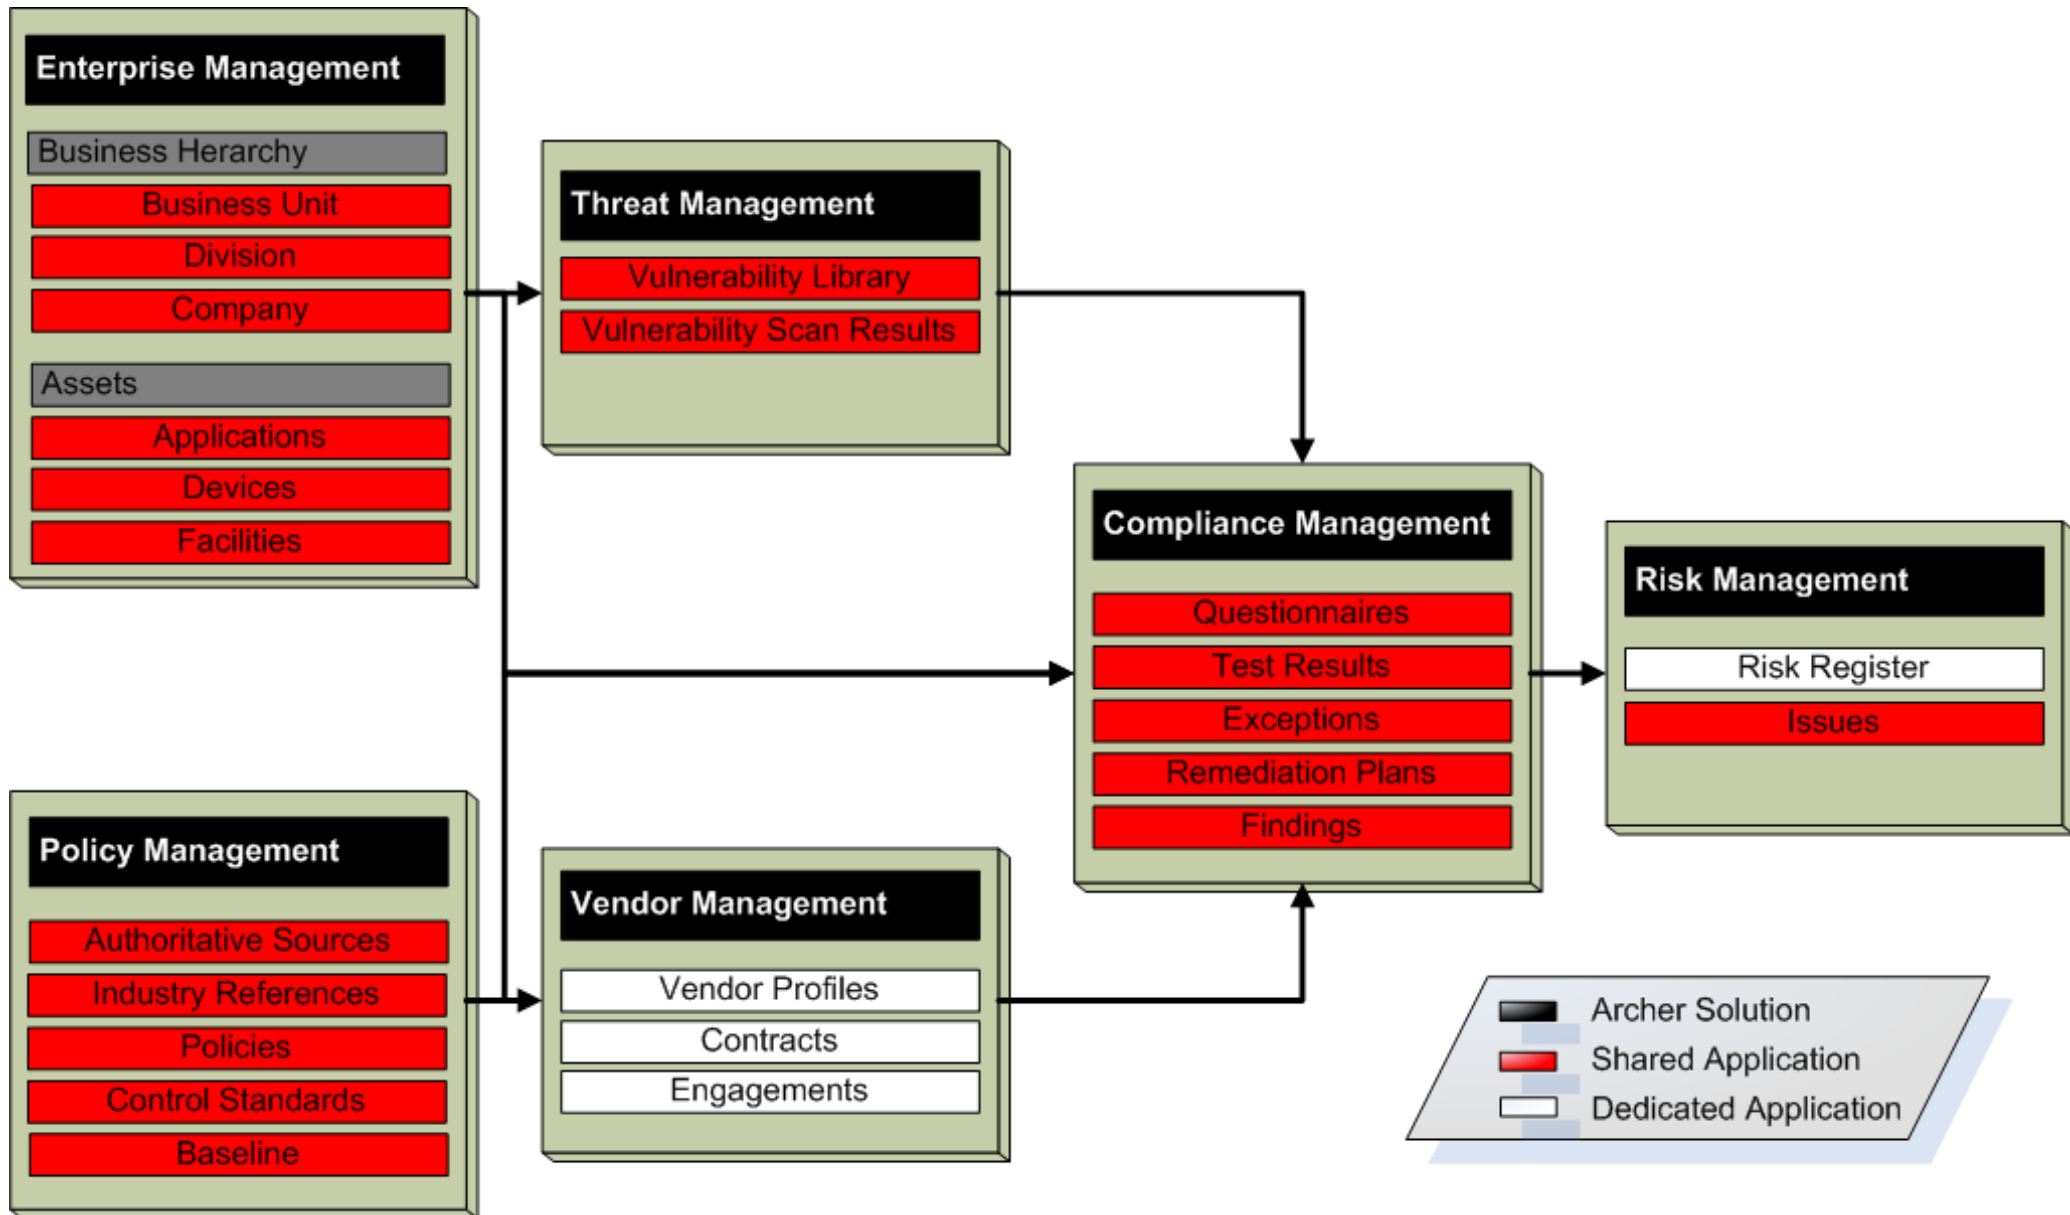 Enterprise Management
Business Herarchy
Business Unit
Division
Company
Assets
Applications
Devices
Facilities
Threat Management
Vulnerability Library
Vulnerability Scan Results
Policy Management
Authoritative Sources
Industry References
Policies
Control Standards
Baseline
Vendor Management
Vendor Profiles
Contracts
Engagements
Compliance Management
Questionnaires
Test Results
Exceptions
Remediation Plans
Findings
Risk Management
Risk Register
Issues
Archer Solution
Shared Application
Dedicated Application